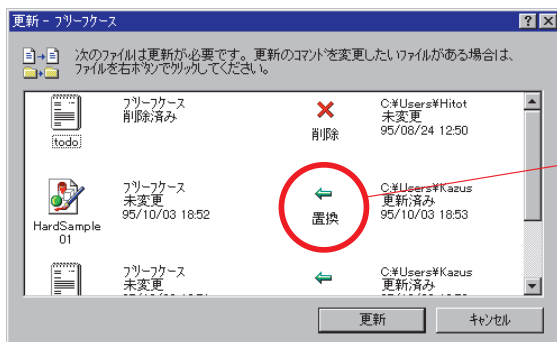 更新 - ﾌﾞﾘｰﾌｹｰｽ
次のﾌｧｲﾙは更新が必要です。更新のｺﾏﾝﾄﾞを変更したいﾌｧｲﾙがある場合は、
ﾌｧｲﾙを右ﾎﾞﾀﾝでｸﾘｯｸしてください。
todo
ﾌﾞﾘｰﾌｹｰｽ
削除済み
削除
C:¥Users¥Hitot
未変更
95/08/24 12:50
HardSample
01
ﾌﾞﾘｰﾌｹｰｽ
未変更
95/10/03 18:52
置換
C:¥Users¥Kazus
更新済み
95/10/03 18:53
ﾌﾞﾘｰﾌｹｰｽ
未変更
C:¥Users¥Kazus
更新済み
更新
ｷｬﾝｾﾙ